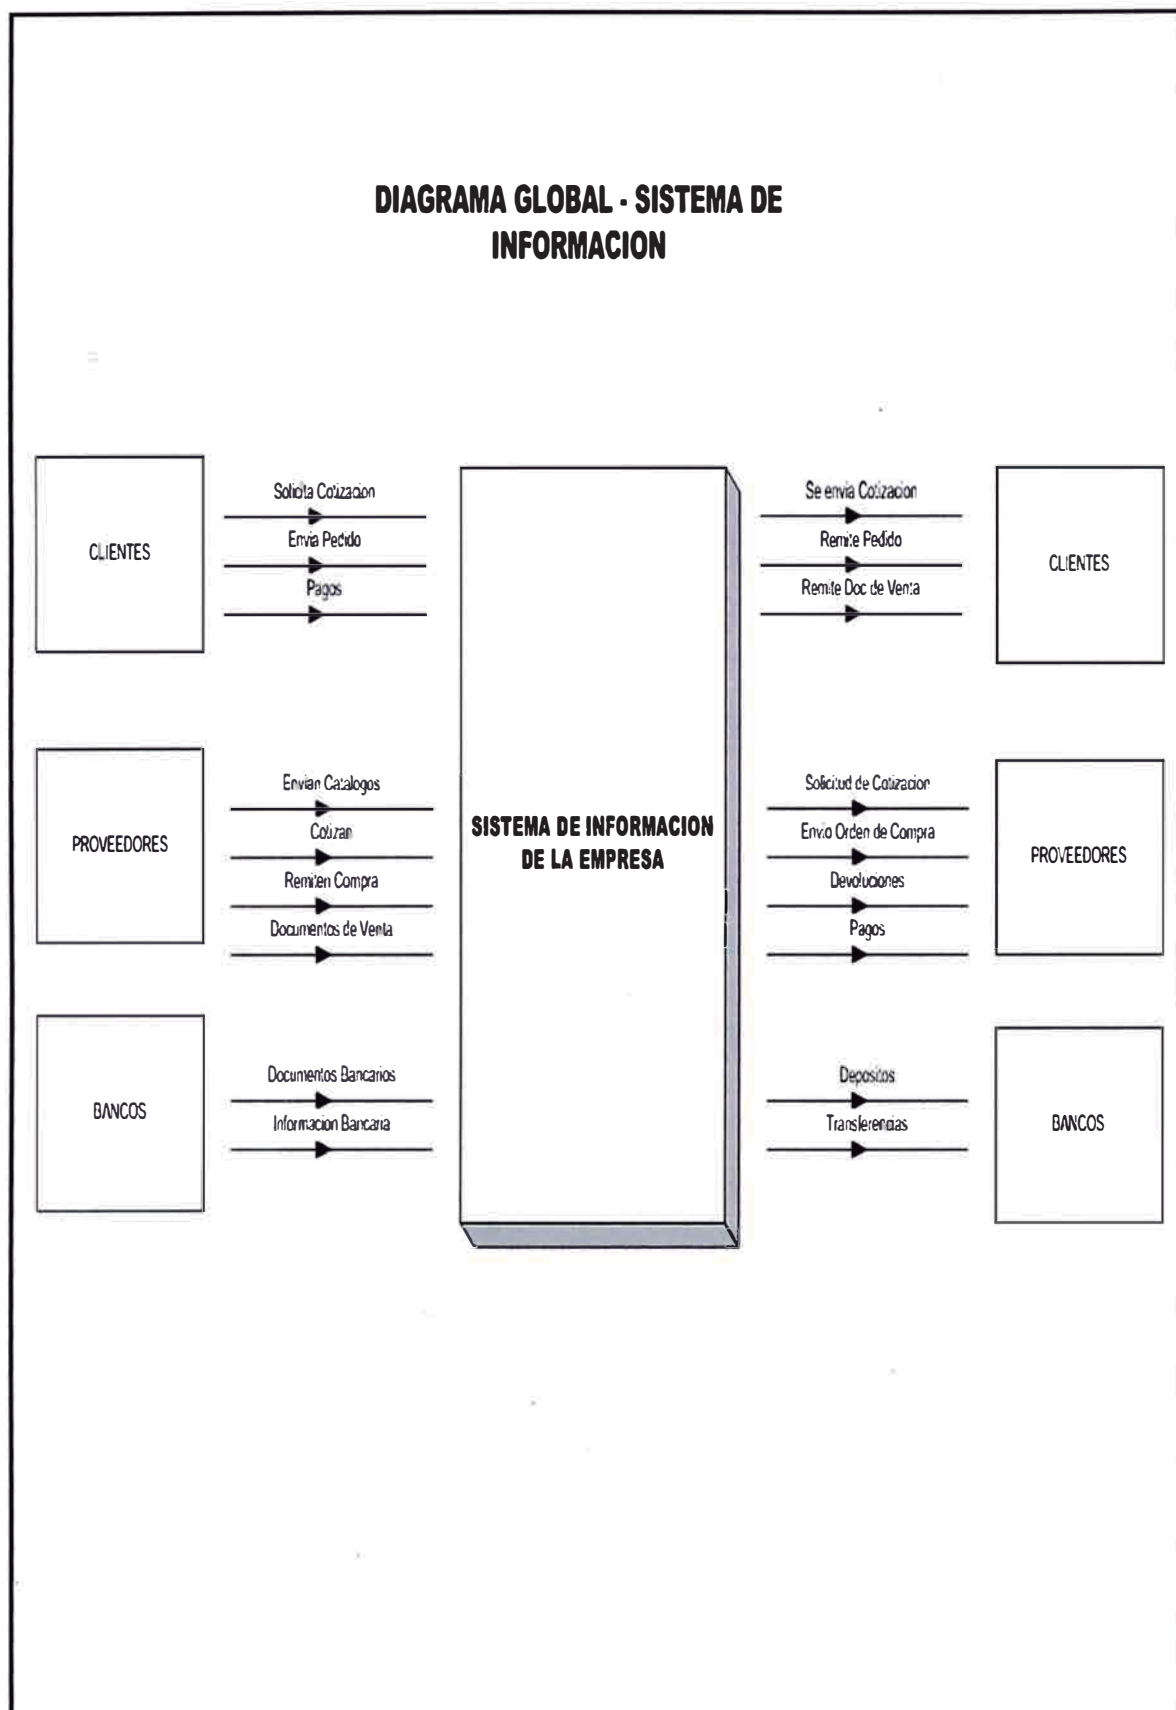 DIAGRAMA GLOBAL - SISTEMA DE
INFORMACION
CLIENTES
Solicita Cotizacion
Envia Pedido
Pagos
Se envia Cotizacion
Remite Pedido
Remite Doc de Venta
CLIENTES
PROVEEDORES
Envian Catalogos
Cotizan
Remiten Compra
Documentos de Venta
SISTEMA DE INFORMACION
DE LA EMPRESA
Solicitud de Cotizacion
Envio Orden de Compra
Devoluciones
Pagos
PROVEEDORES
BANCOS
Documentos Bancarios
Informacion Bancaria
Depositos
Transferencias
BANCOS